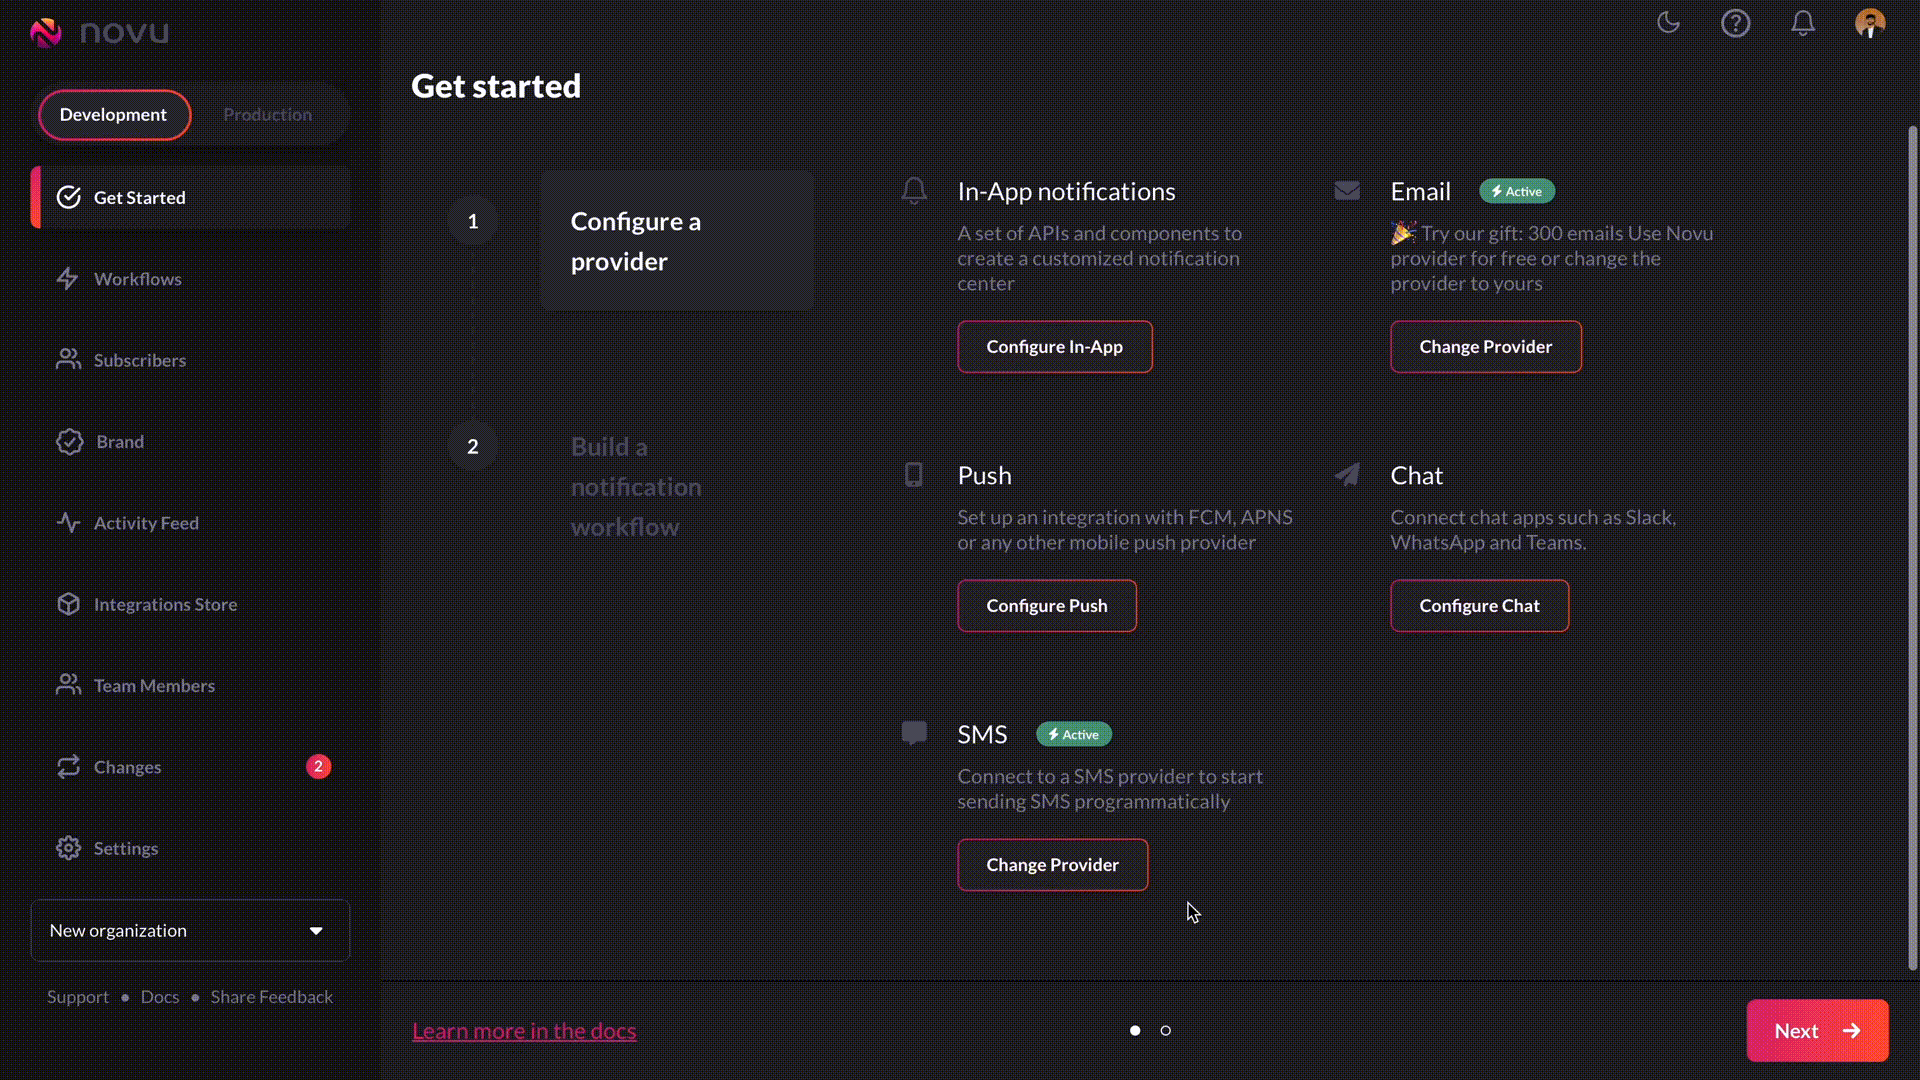 novu
Development
Production
Get Started
Workflows
Subscribers
Brand
Activity Feed
Integrations Store
Team Members
Changes
2
Settings
New organization
Support • Docs • Share Feedback
Get started
1
Configure a
provider
2
Build a
notification
workflow
In-App notifications
A set of APIs and components to
create a customized notification
center
Configure In-App
Email
Active
Try our gift: 300 emails Use Novu
provider for free or change the
provider to yours
Change Provider
Push
Set up an integration with FCM, APNS
or any other mobile push provider
Configure Push
Chat
Connect chat apps such as Slack,
WhatsApp and Teams.
Configure Chat
SMS
Active
Connect to a SMS provider to start
sending SMS programmatically
Change Provider
Learn more in the docs
Next